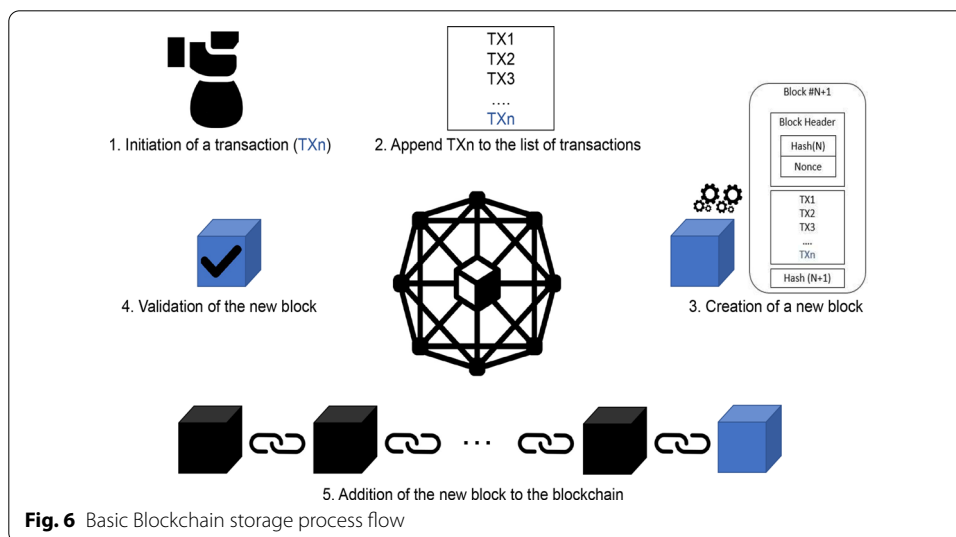 TX1
TX2
TX3
....
TXn
1. Initiation of a transaction (TXn)
2. Append TXn to the list of transactions
Block #N+1
Block Header
Hash(N)
Nonce
TX1
TX2
TX3
....
TXn
Hash (N+1)
3. Creation of a new block
4. Validation of the new block
...
5. Addition of the new block to the blockchain
Fig. 6 Basic Blockchain storage process flow